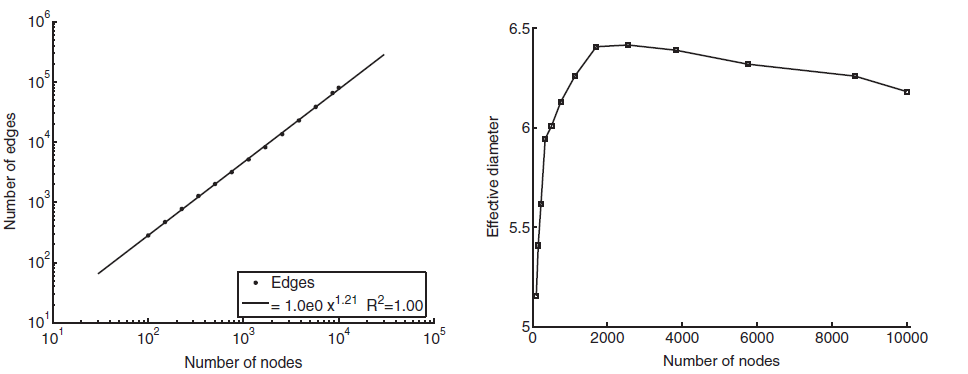 10^6
10^5
10^4
10^3
10^2
10^1
Number of edges
Edges
= 1.0e0 x^1.21 R^2=1.00
10^1 10^2 10^3 10^4 10^5
Number of nodes
6.5
6
5.5
5
Effective diameter
0 2000 4000 6000 8000 10000
Number of nodes